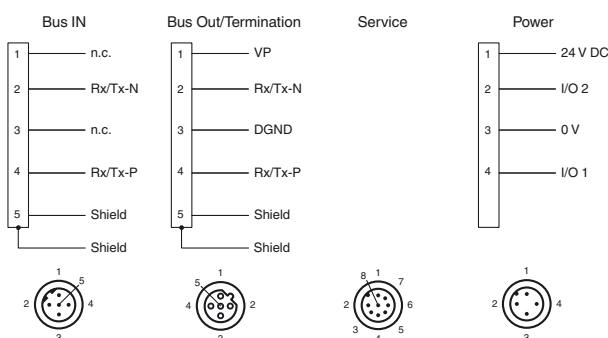 Bus IN
1 n.c.
2 Rx/Tx-N
3 n.c.
4 Rx/Tx-P
5 Shield
Shield
1
5
2
4
3
Bus Out/Termination
1 VP
2 Rx/Tx-N
3 DGND
4 Rx/Tx-P
5 Shield
Shield
1
5
4
2
3
Service
8
1
7
2
6
3
5
4
Power
1 24 V DC
2 I/O 2
3 0 V
4 I/O 1
1
2
4
3